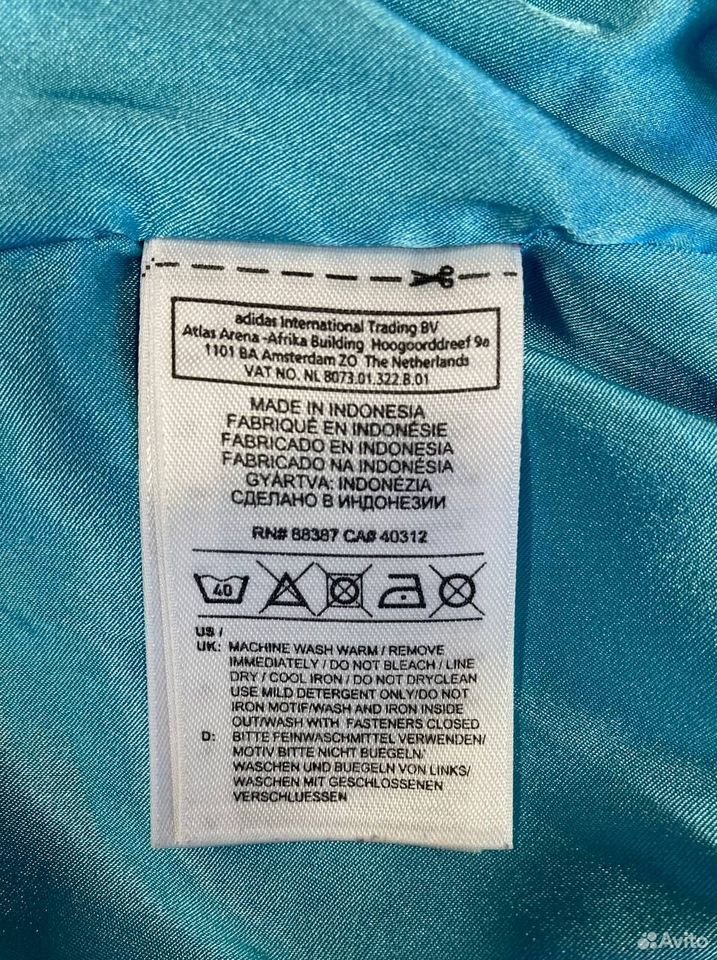 adidas International Trading BV
Atlas Arena -Afrika Building Hoogoorddreef 9a
1101 BA Amsterdam ZO The Netherlands
VAT NO. NL 8073.01.322.B.01
MADE IN INDONESIA
FABRIQUÉ EN INDONÉSIE
FABRICADO EN INDONESIA
FABRICADO NA INDONÉSIA
GYÁRTVA: INDONÉZIA
СДЕЛАНО В ИНДОНЕЗИИ
RN# 88387 CA# 40312
40
US /
UK: MACHINE WASH WARM / REMOVE
IMMEDIATELY / DO NOT BLEACH / LINE
DRY / COOL IRON / DO NOT DRYCLEAN
USE MILD DETERGENT ONLY/DO NOT
IRON MOTIF/WASH AND IRON INSIDE
OUT/WASH WITH FASTENERS CLOSED
D: BITTE FEINWASCHMITTEL VERWENDEN/
MOTIV BITTE NICHT BUEGELN/
WASCHEN UND BUEGELN VON LINKS/
WASCHEN MIT GESCHLOSSENEN
VERSCHLUESSEN
Avito